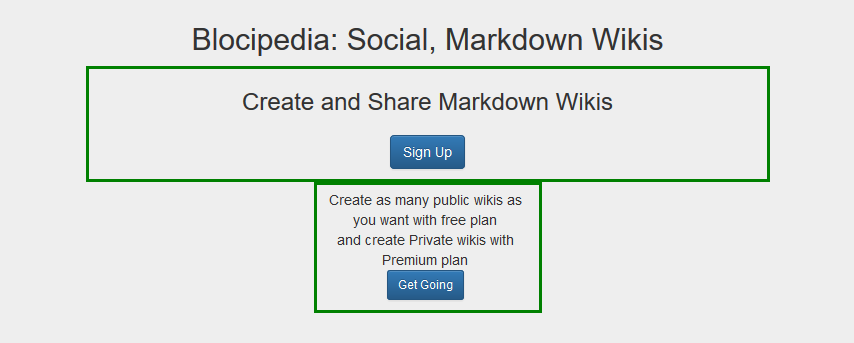 Blocipedia: Social, Markdown Wikis
Create and Share Markdown Wikis
Sign Up
Create as many public wikis as
you want with free plan
and create Private wikis with
Premium plan
Get Going